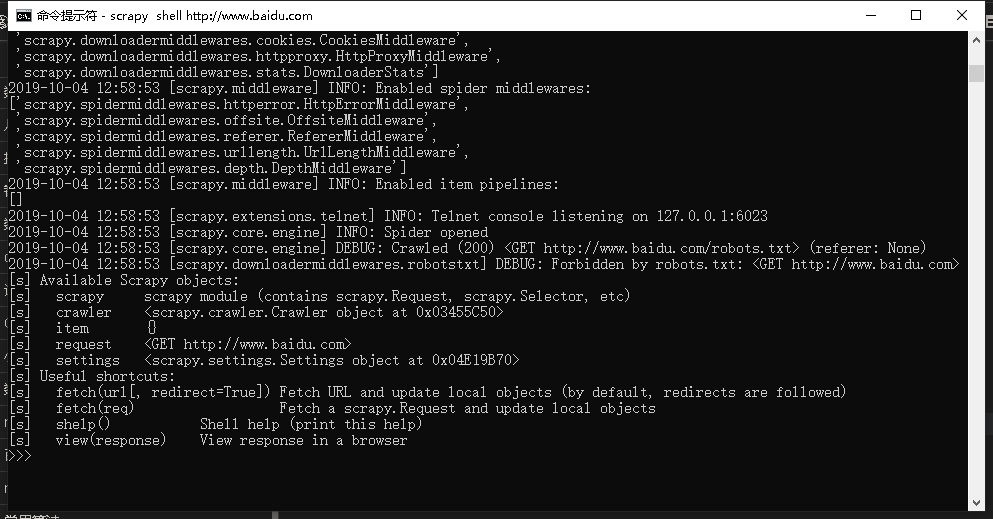 命令提示符 - scrapy  shell http://www.baidu.com
 'scrapy.downloadermiddlewares.cookies.CookiesMiddleware',
 'scrapy.downloadermiddlewares.httpproxy.HttpProxyMiddleware',
 'scrapy.downloadermiddlewares.stats.DownloaderStats']
2019-10-04 12:58:53 [scrapy.middleware] INFO: Enabled spider middlewares:
['scrapy.spidermiddlewares.httperror.HttpErrorMiddleware',
 'scrapy.spidermiddlewares.offsite.OffsiteMiddleware',
 'scrapy.spidermiddlewares.referer.RefererMiddleware',
 'scrapy.spidermiddlewares.urllength.UrlLengthMiddleware',
 'scrapy.spidermiddlewares.depth.DepthMiddleware']
2019-10-04 12:58:53 [scrapy.middleware] INFO: Enabled item pipelines:
[]
2019-10-04 12:58:53 [scrapy.extensions.telnet] INFO: Telnet console listening on 127.0.0.1:6023
2019-10-04 12:58:53 [scrapy.core.engine] INFO: Spider opened
2019-10-04 12:58:53 [scrapy.core.engine] DEBUG: Crawled (200) <GET http://www.baidu.com/robots.txt> (referer: None)
2019-10-04 12:58:53 [scrapy.downloadermiddlewares.robotstxt] DEBUG: Forbidden by robots.txt: <GET http://www.baidu.com>
[s] Available Scrapy objects:
[s]   scrapy     scrapy module (contains scrapy.Request, scrapy.Selector, etc)
[s]   crawler    <scrapy.crawler.Crawler object at 0x03455C50>
[s]   item       {}
[s]   request    <GET http://www.baidu.com>
[s]   settings   <scrapy.settings.Settings object at 0x04E19B70>
[s] Useful shortcuts:
[s]   fetch(url[, redirect=True]) Fetch URL and update local objects (by default, redirects are followed)
[s]   fetch(req)                  Fetch a scrapy.Request and update local objects
[s]   shelp()           Shell help (print this help)
[s]   view(response)    View response in a browser
>>>